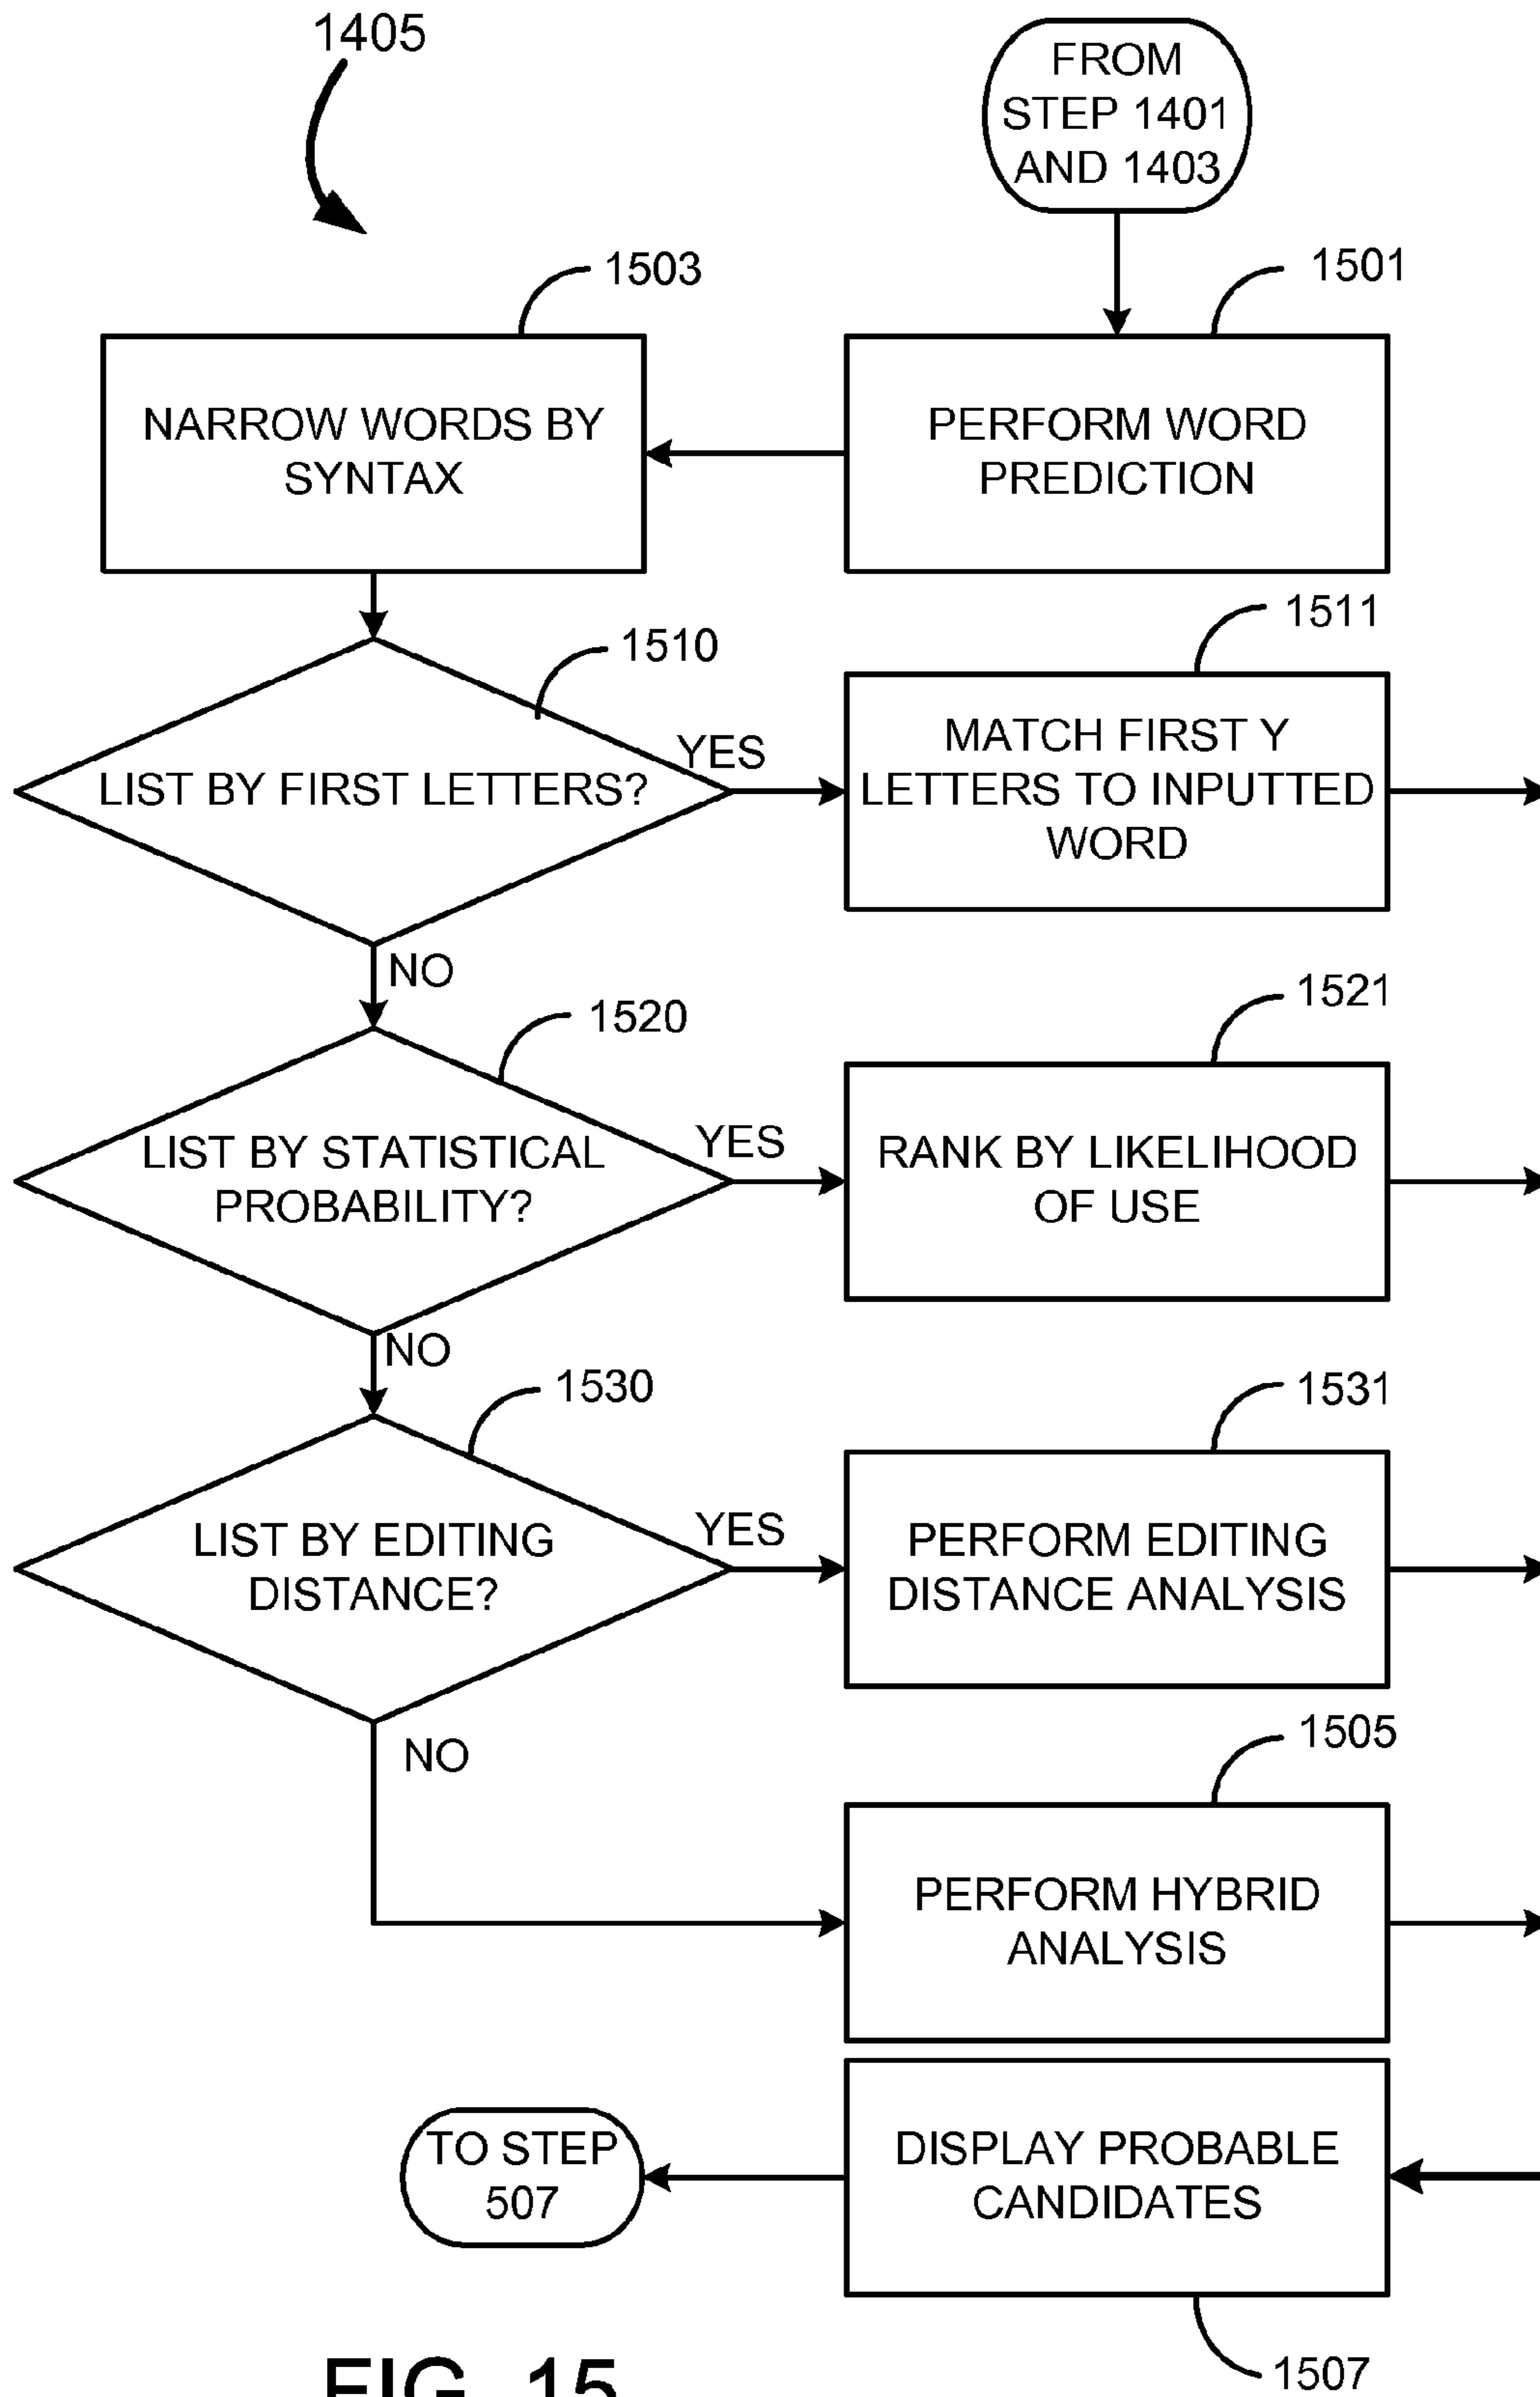 1405
FROM
STEP 1401
AND 1403
1503
1501
NARROW WORDS BY
SYNTAX
PERFORM WORD
PREDICTION
1510
1511
LIST BY FIRST LETTERS?
YES
MATCH FIRST Y
LETTERS TO INPUTTED
WORD
NO
1520
1521
LIST BY STATISTICAL
PROBABILITY?
YES
RANK BY LIKELIHOOD
OF USE
NO
1530
1531
LIST BY EDITING
DISTANCE?
YES
PERFORM EDITING
DISTANCE ANALYSIS
NO
1505
PERFORM HYBRID
ANALYSIS
TO STEP
507
DISPLAY PROBABLE
CANDIDATES
1507
FIG. 15